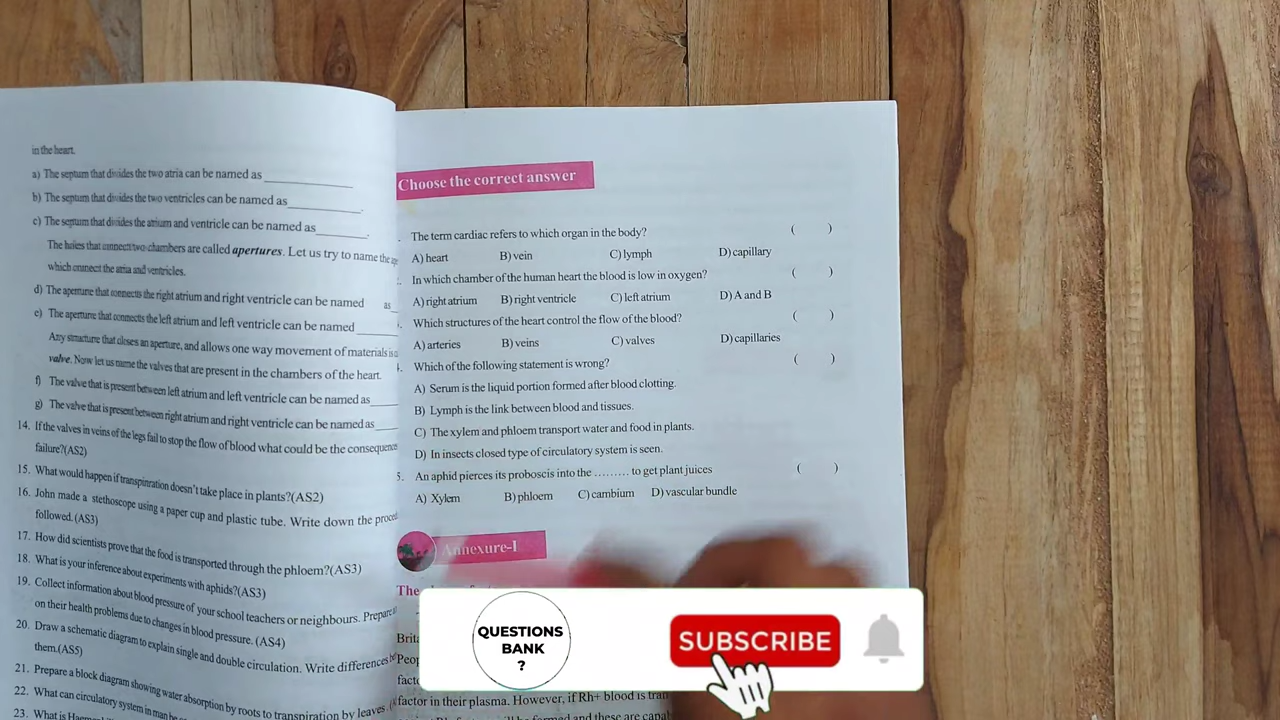 in the heart.
a) The septum that divides the two atria can be named as
b) The septum that divides the two ventricles can be named as
c) The septum that divides the atrium and ventricle can be named as
The holes that connect two chambers are called apertures. Let us try to name the
which connect the atria and ventricles.
d) The aperture that connects the right atrium and right ventricle can be named as
e) The aperture that connects the left atrium and left ventricle can be named
Any structure that closes an aperture, and allows one way movement of materials is
valve. Now let us name the valves that are present in the chambers of the heart.
f) The valve that is present between left atrium and left ventricle can be named as
g) The valve that is present between right atrium and right ventricle can be named as
14. If the valves in veins of the legs fail to stop the flow of blood what could be the consequence
failure?(AS2)
15. What would happen if transpiration doesn't take place in plants?(AS2)
16. John made a stethoscope using a paper cup and plastic tube. Write down the
followed.(AS3)
17. How did scientists prove that the food is transported through the phloem?(AS3)
18. What is your inference about experiments with aphids?(AS3)
19. Collect information about blood pressure of your school teachers or neighbours. Prepare
on their health problems due to changes in blood pressure. (AS4)
20. Draw a schematic diagram to explain single and double circulation. Write differences
them.(AS5)
21. Prepare a block diagram showing water absorption by roots to transpiration by leaves
22. What can circulatory system in man be
23. What is
Choose the correct answer
The term cardiac refers to which organ in the body? ( )
A) heart B) vein C) lymph D) capillary
In which chamber of the human heart the blood is low in oxygen? ( )
A) right atrium B) right ventricle C) left atrium D) A and B
Which structures of the heart control the flow of the blood? ( )
A) arteries B) veins C) valves D) capillaries
Which of the following statement is wrong? ( )
A) Serum is the liquid portion formed after blood clotting.
B) Lymph is the link between blood and tissues.
C) The xylem and phloem transport water and food in plants.
D) In insects closed type of circulatory system is seen.
5. An aphid pierces its proboscis into the ......... to get plant juices ( )
A) Xylem B) phloem C) cambium D) vascular bundle
Annexure-I
The
Brita
Peop
facto
factor in their plasma. However, if Rh+ blood is tran
QUESTIONS
BANK
?
SUBSCRIBE